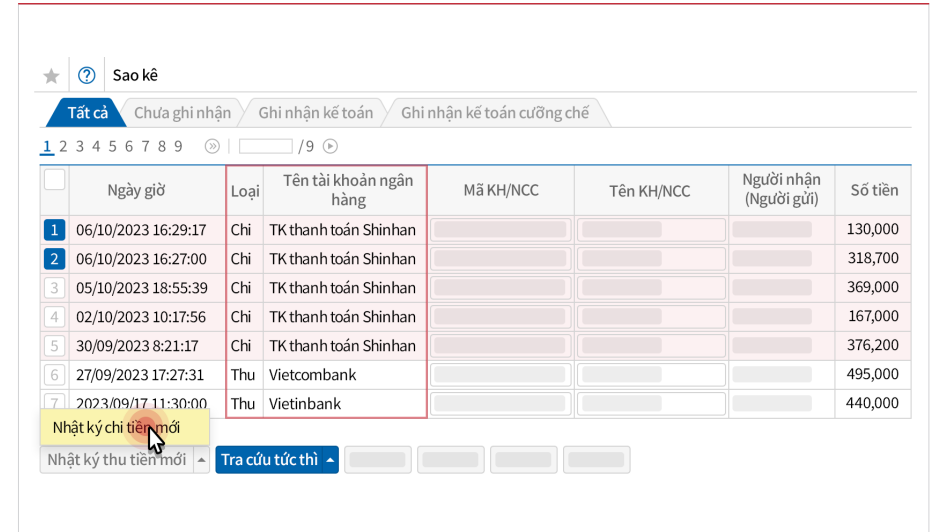 Sao kê
Tất cả Chưa ghi nhận Ghi nhận kế toán Ghi nhận kế toán cưỡng chế
1 2 3 4 5 6 7 8 9 /9
Ngày giờ Loại Tên tài khoản ngân hàng Mã KH/NCC Tên KH/NCC Người nhận (Người gửi) Số tiền
1 06/10/2023 16:29:17 Chi TK thanh toán Shinhan 130,000
2 06/10/2023 16:27:00 Chi TK thanh toán Shinhan 318,700
3 05/10/2023 18:55:39 Chi TK thanh toán Shinhan 369,000
4 02/10/2023 10:17:56 Chi TK thanh toán Shinhan 167,000
5 30/09/2023 8:21:17 Chi TK thanh toán Shinhan 376,200
6 27/09/2023 17:27:31 Thu Vietcombank 495,000
7 2023/09/17 11:30:00 Thu Vietinbank 440,000
Nhật ký chi tiền mới
Nhật ký thu tiền mới Tra cứu tức thì